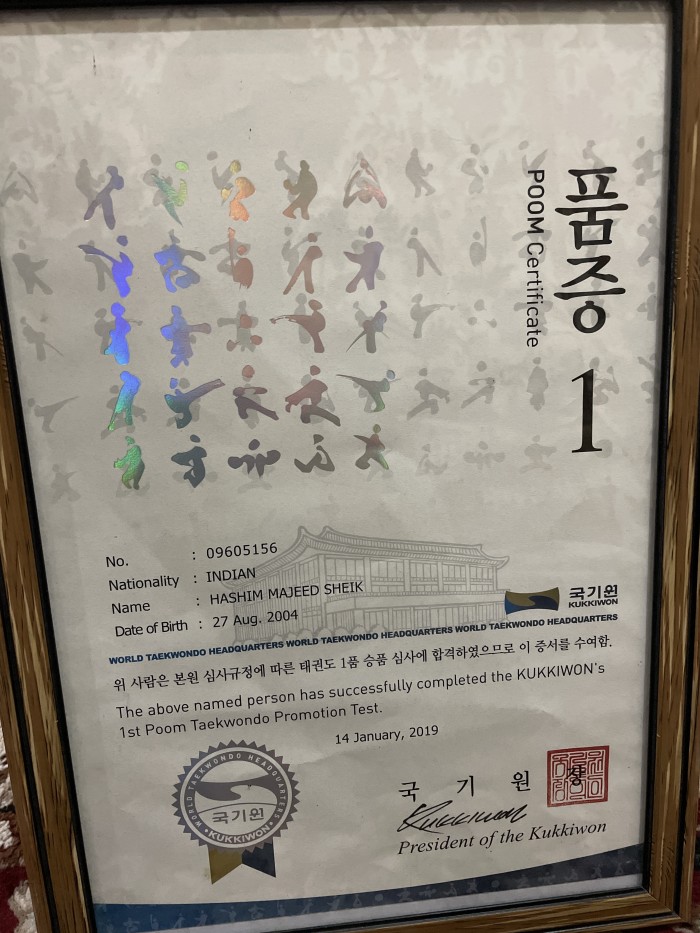 품증 1
POOM Certificate
No. : 09605156
Nationality : INDIAN
Name : HASHIM MAJEED SHEIK
Date of Birth : 27 Aug. 2004
국기원
KUKKIWON
WORLD TAEKWONDO HEADQUARTERS WORLD TAEKWONDO HEADQUARTERS WORLD TAEKWONDO HEADQUARTERS
위 사람은 본원 심사규정에 따른 태권도 1품 승품 심사에 합격하였으므로 이 증서를 수여함.
The above named person has successfully completed the KUKKIWON's
1st Poom Taekwondo Promotion Test.
14 January, 2019
WORLD TAEKWONDO HEADQUARTERS
국기원
KUKKIWON
국 기 원
Kukkiwon
President of the Kukkiwon